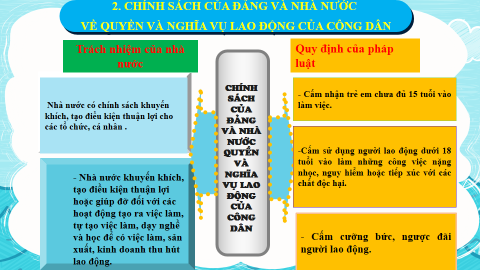 2. CHÍNH SÁCH CỦA ĐẢNG VÀ NHÀ NƯỚC
VỀ QUYỀN VÀ NGHĨA VỤ LAO ĐỘNG CỦA CÔNG DÂN
Trách nhiệm của nhà
nước
Nhà nước có chính sách khuyến
khích, tạo điều kiện thuận lợi cho
các tổ chức, cá nhân .
- Nhà nước khuyến khích,
tạo điều kiện thuận lợi
hoặc giúp đỡ đối với các
hoạt động tạo ra việc làm,
tự tạo việc làm, dạy nghề
và học để có việc làm, sản
xuất, kinh doanh thu hút
lao động.
CHÍNH
SÁCH
CỦA
ĐẢNG
VÀ NHÀ
NƯỚC
QUYỀN
VÀ
NGHĨA
VỤ LAO
ĐỘNG
CỦA
CÔNG
DÂN
Quy định của pháp
luật
- Cấm nhận trẻ em chưa đủ 15 tuổi vào
làm việc.
-Cấm sử dụng người lao động dưới 18
tuổi vào làm những công việc nặng
nhọc, nguy hiểm hoặc tiếp xúc với các
chất độc hại.
- Cấm cưỡng bức, ngược đãi
người lao động.